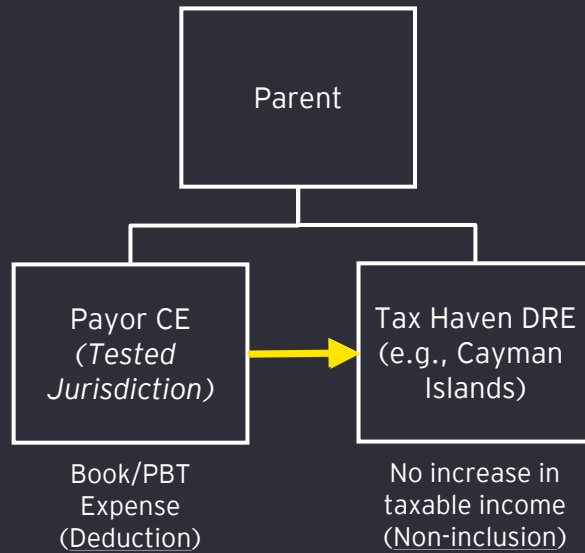 Parent
Payor CE
(Tested
Jurisdiction)
Tax Haven DRE
(e.g., Cayman
Islands)
Book/PBT
Expense
(Deduction)
No increase in
taxable income
(Non-inclusion)